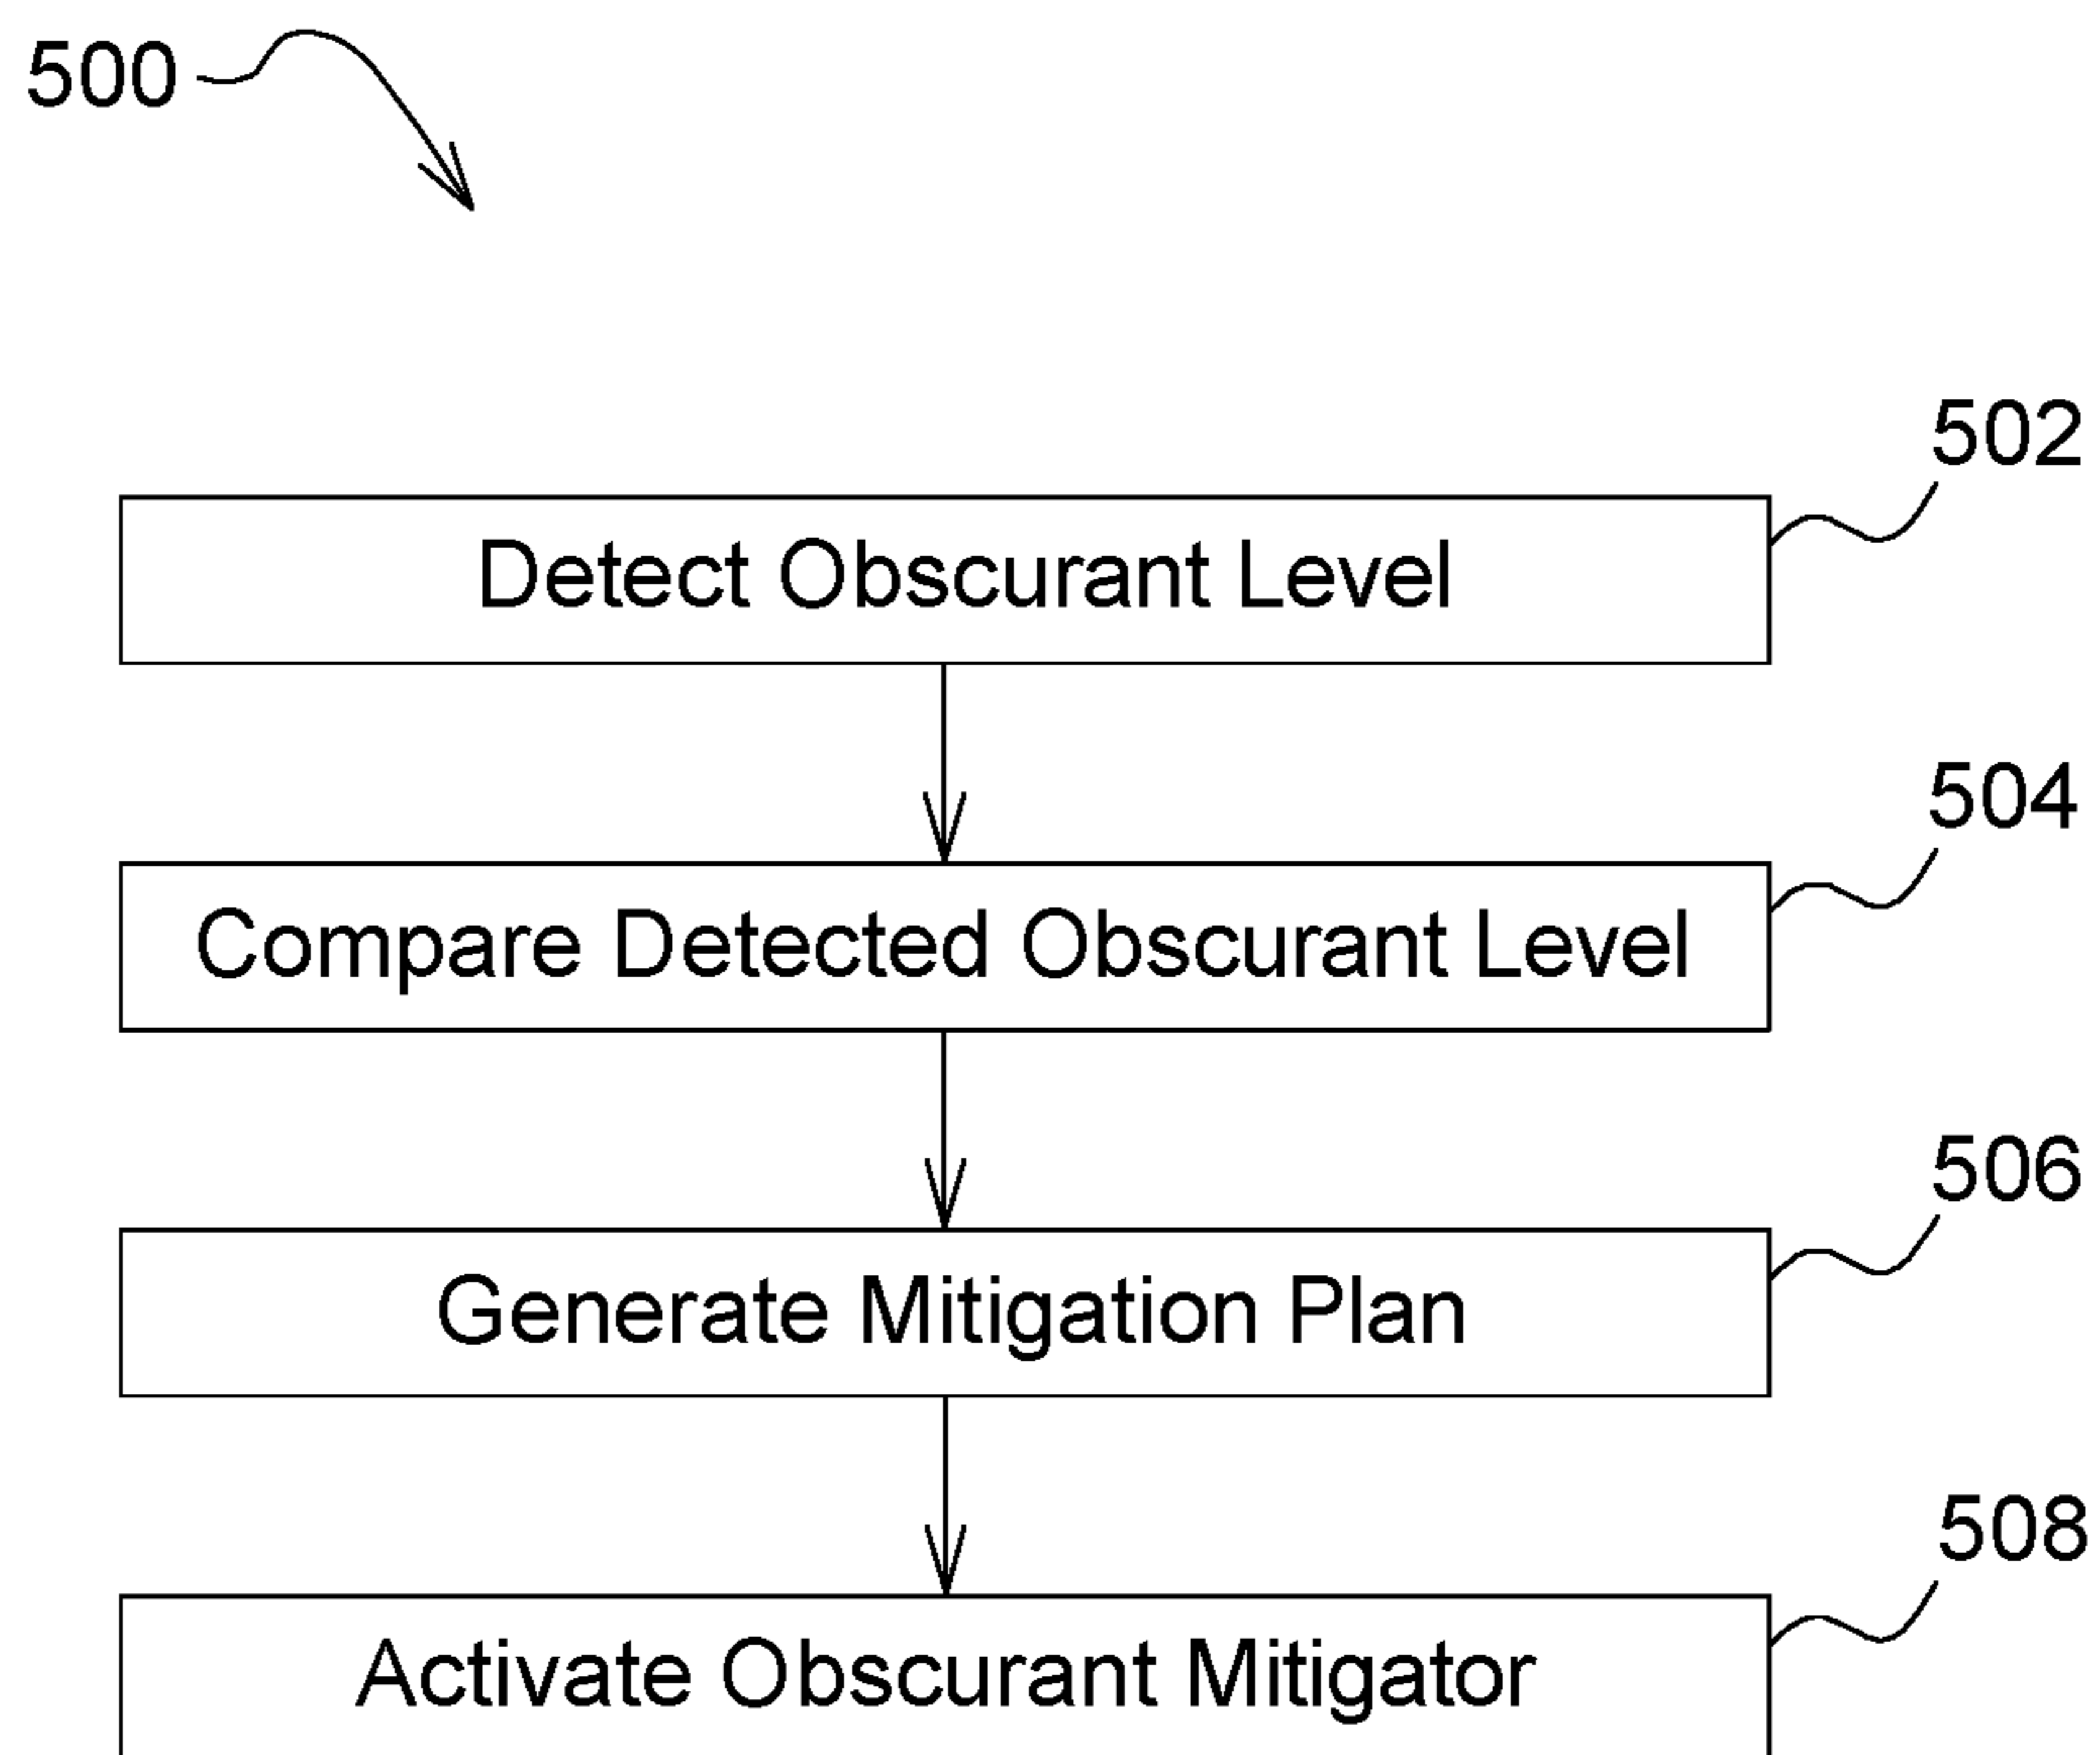 500
502
Detect Obscurant Level
504
Compare Detected Obscurant Level
506
Generate Mitigation Plan
508
Activate Obscurant Mitigator